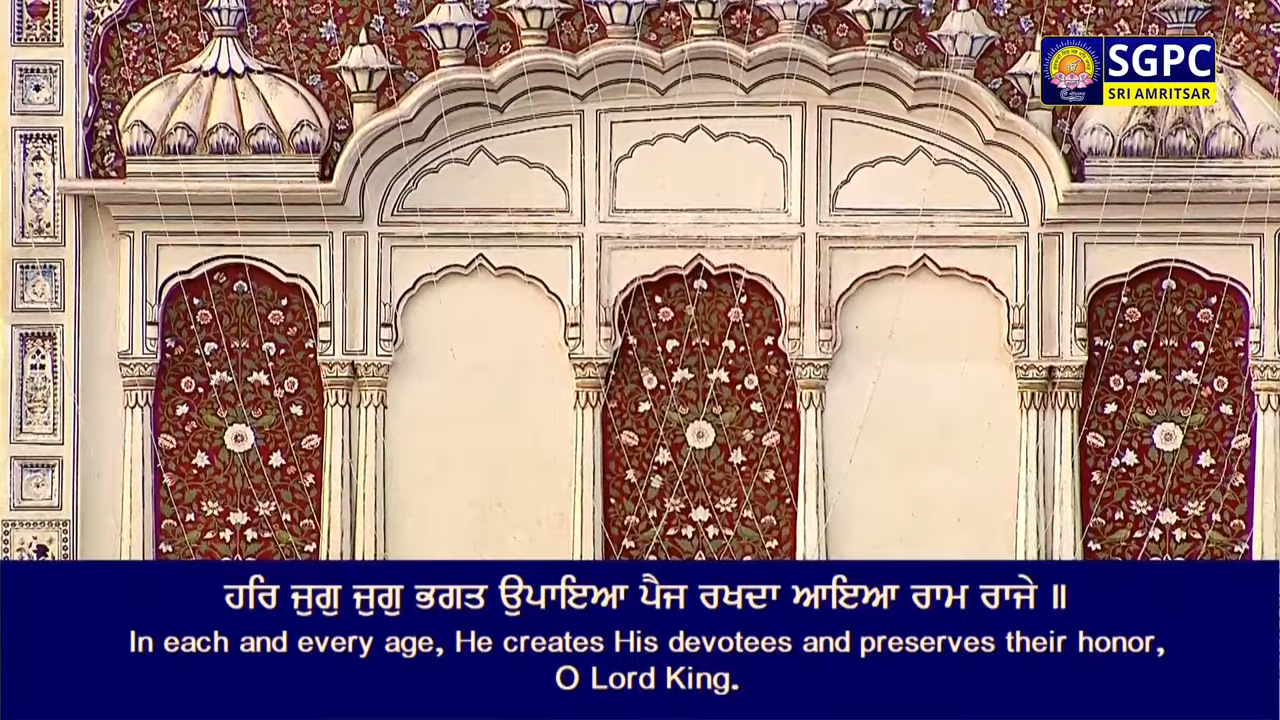 SGPC
SRI AMRITSAR
ਹਰਿ ਜੁਗੁ ਜੁਗੁ ਭਗਤ ਉਪਾਇਆ ਪੈਜ ਰਖਦਾ ਆਇਆ ਰਾਮ ਰਾਜੇ ॥
In each and every age, He creates His devotees and preserves their honor,
O Lord King.